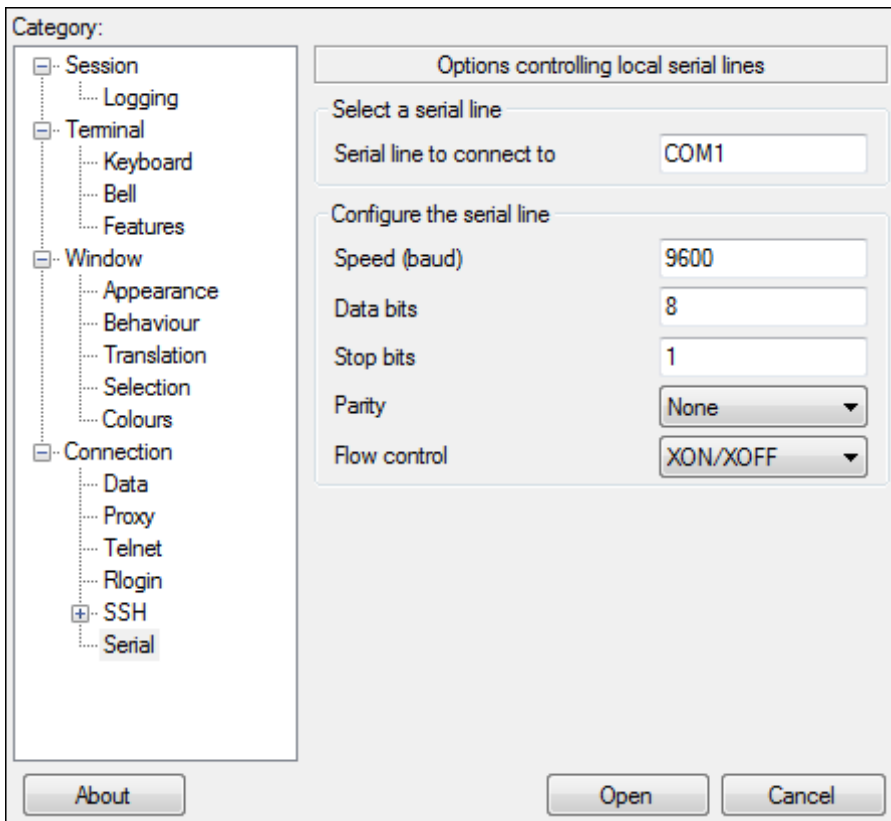 Category:
Session
Logging
Terminal
Keyboard
Bell
Features
Window
Appearance
Behaviour
Translation
Selection
Colours
Connection
Data
Proxy
Telnet
Rlogin
SSH
Serial
Options controlling local serial lines
Select a serial line
Serial line to connect to COM1
Configure the serial line
Speed (baud) 9600
Data bits 8
Stop bits 1
Parity None
Flow control XON/XOFF
About Open Cancel